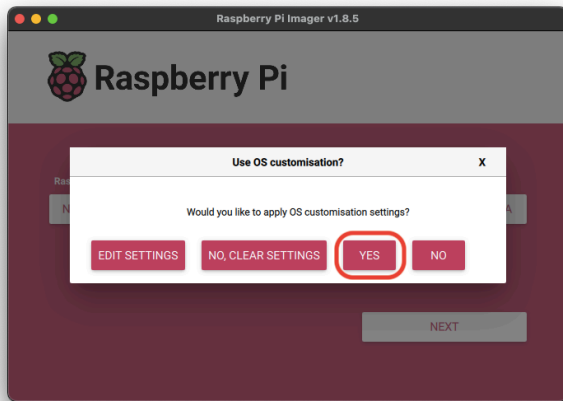 Raspberry Pi Imager v1.8.5
Raspberry Pi
Use OS customisation?
X
Ras
N
A
Would you like to apply OS customisation settings?
EDIT SETTINGS
NO, CLEAR SETTINGS
YES
NO
NEXT